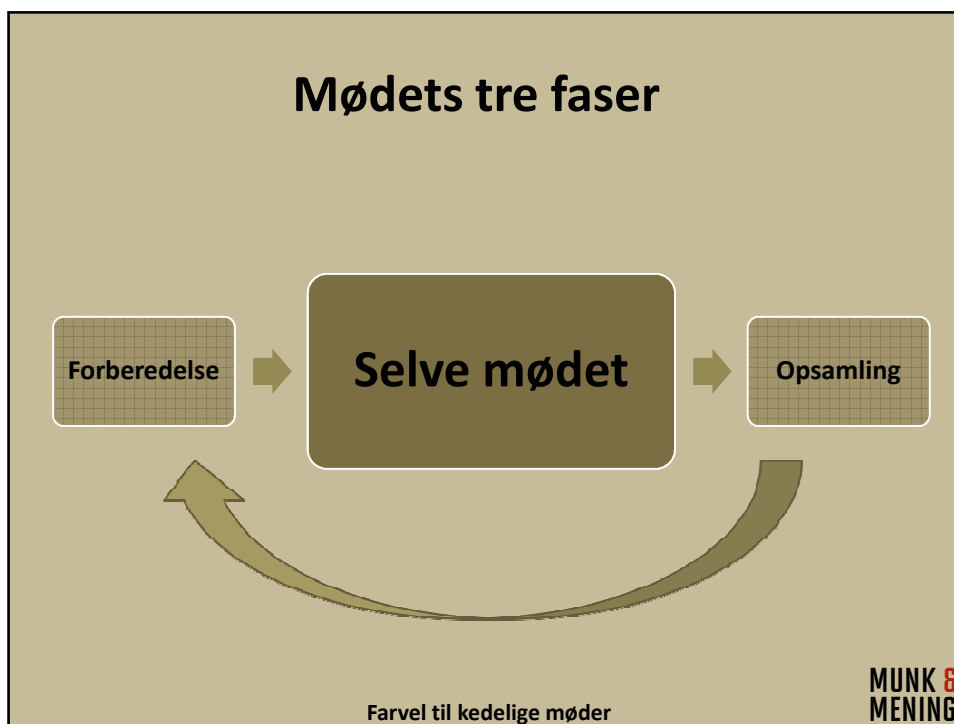 Mødets tre faser
Forberedelse
Selve mødet
Opsamling
Farvel til kedelige møder
MUNK &
MENING